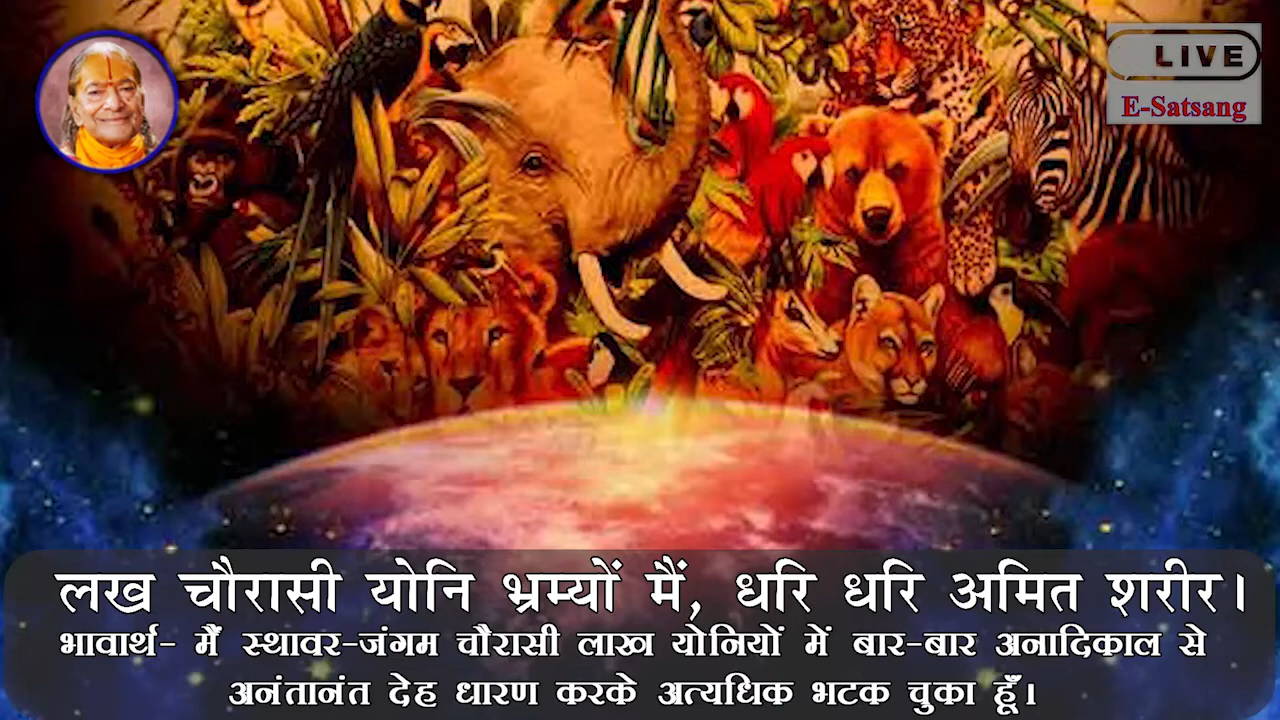 LIVE
E-Satsang
लख चौरासी योनि भ्रम्यों मैं, धरि धरि अमित शरीर।
भावार्थ- मैं स्थावर-जंगम चौरासी लाख योनियों में बार-बार अनादिकाल से
अनंतानंत देह धारण करके अत्यधिक भटक चुका हूँ।